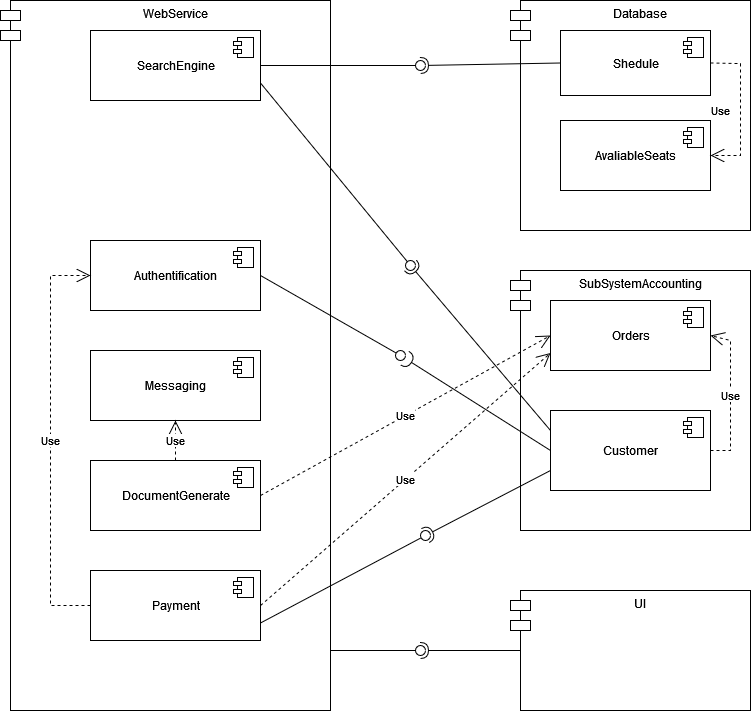 WebService
Database
SearchEngine
Shedule
Use
AvaliableSeats
Authentification
SubSystemAccounting
Orders
Messaging
Use
Use
Use
Use
Customer
Use
DocumentGenerate
Payment
UI